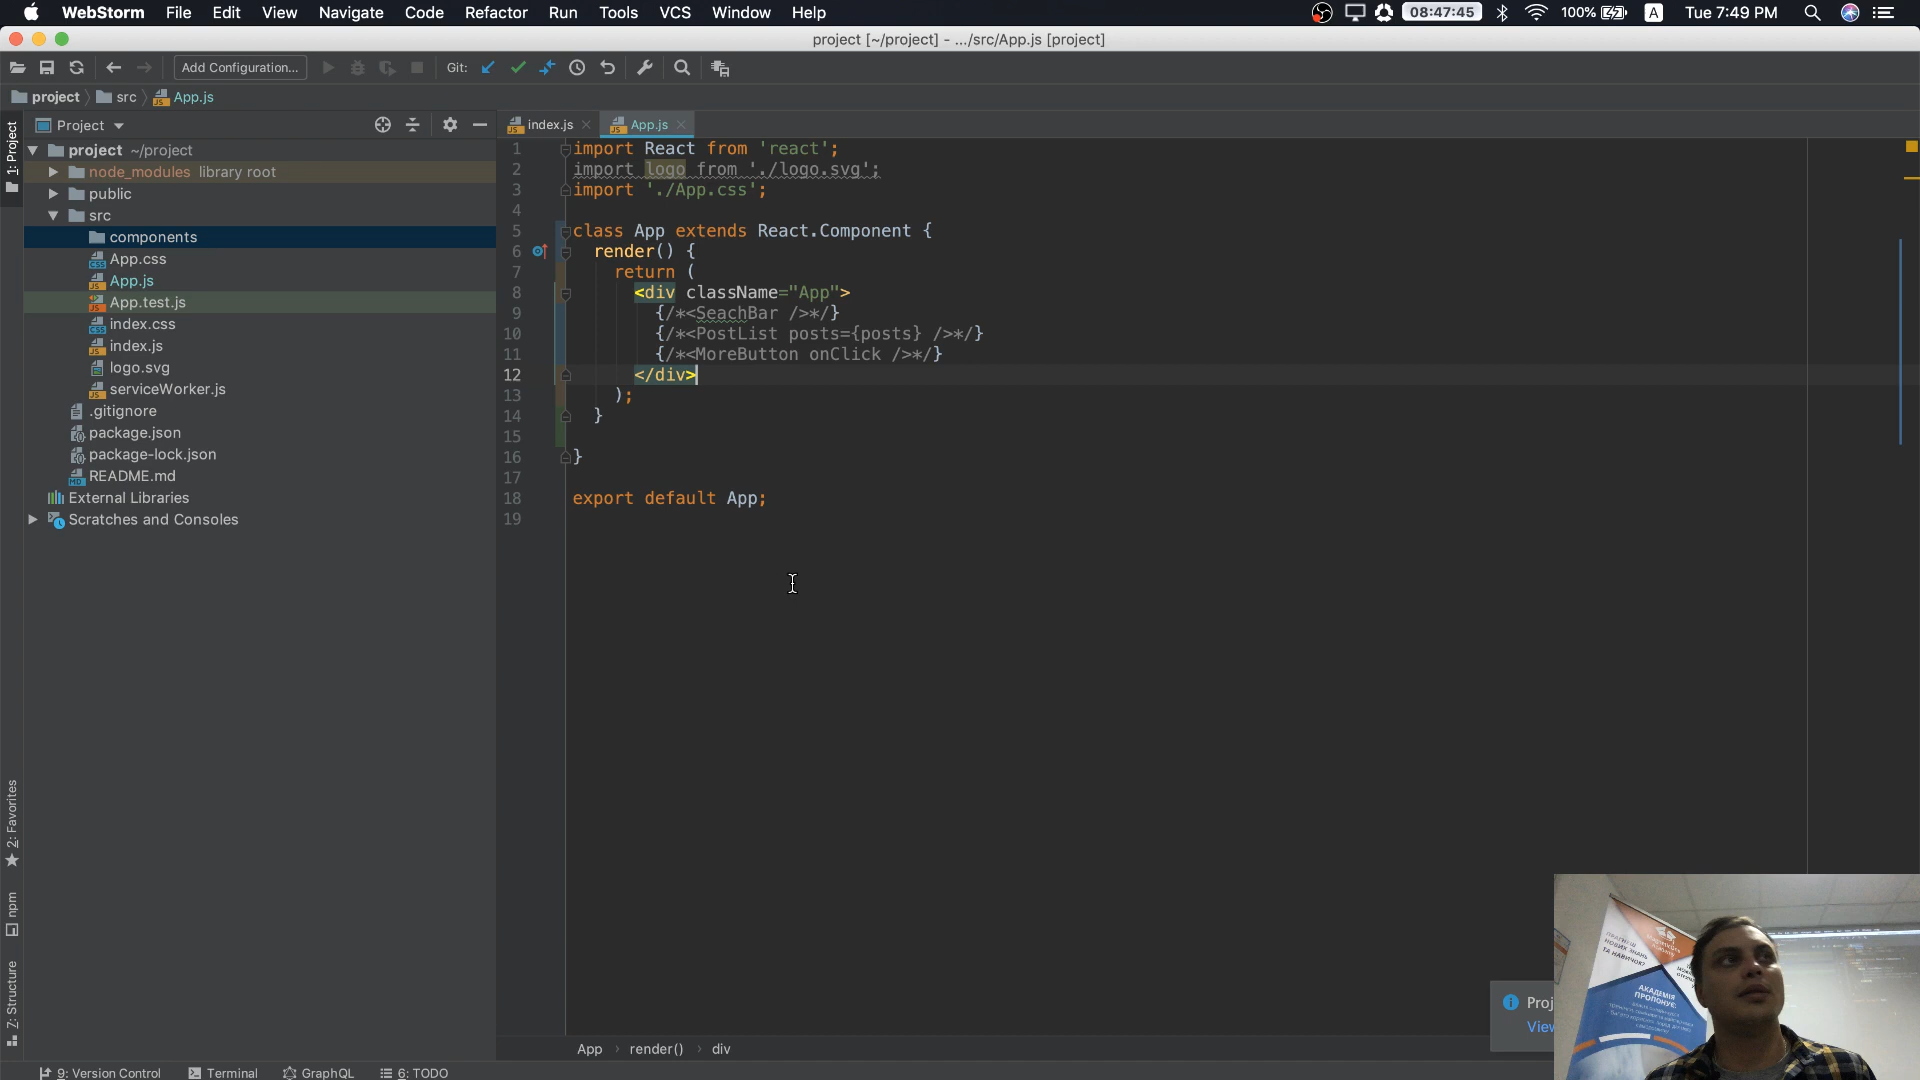 WebStorm File Edit View Navigate Code Refactor Run Tools VCS Window Help
08:47:45 100% A Tue 7:49 PM
project [~/project] - .../src/App.js [project]
Add Configuration... Git:
project src App.js
1: Project
Project
index.js App.js
project ~/project
node_modules library root
public
src
components
App.css
App.js
App.test.js
index.css
index.js
logo.svg
serviceWorker.js
.gitignore
package.json
package-lock.json
README.md
External Libraries
Scratches and Consoles
1 import React from 'react';
2 import logo from './logo.svg';
3 import './App.css';
4
5 class App extends React.Component {
6 render() {
7 return (
8 <div className="App">
9 {/*<SeachBar />*/}
10 {/*<PostList posts={posts} />*/}
11 {/*<MoreButton onClick />*/}
12 </div>
13 );
14 }
15
16 }
17
18 export default App;
19
2: Favorites
npm
7: Structure
App render() div
Proj
View
НОВИХ ЗНАНЬ
ТА НАВИЧОК?
АКАДЕМІЯ
ПРОПОНУЄ:
9: Version Control Terminal GraphQL 6: TODO